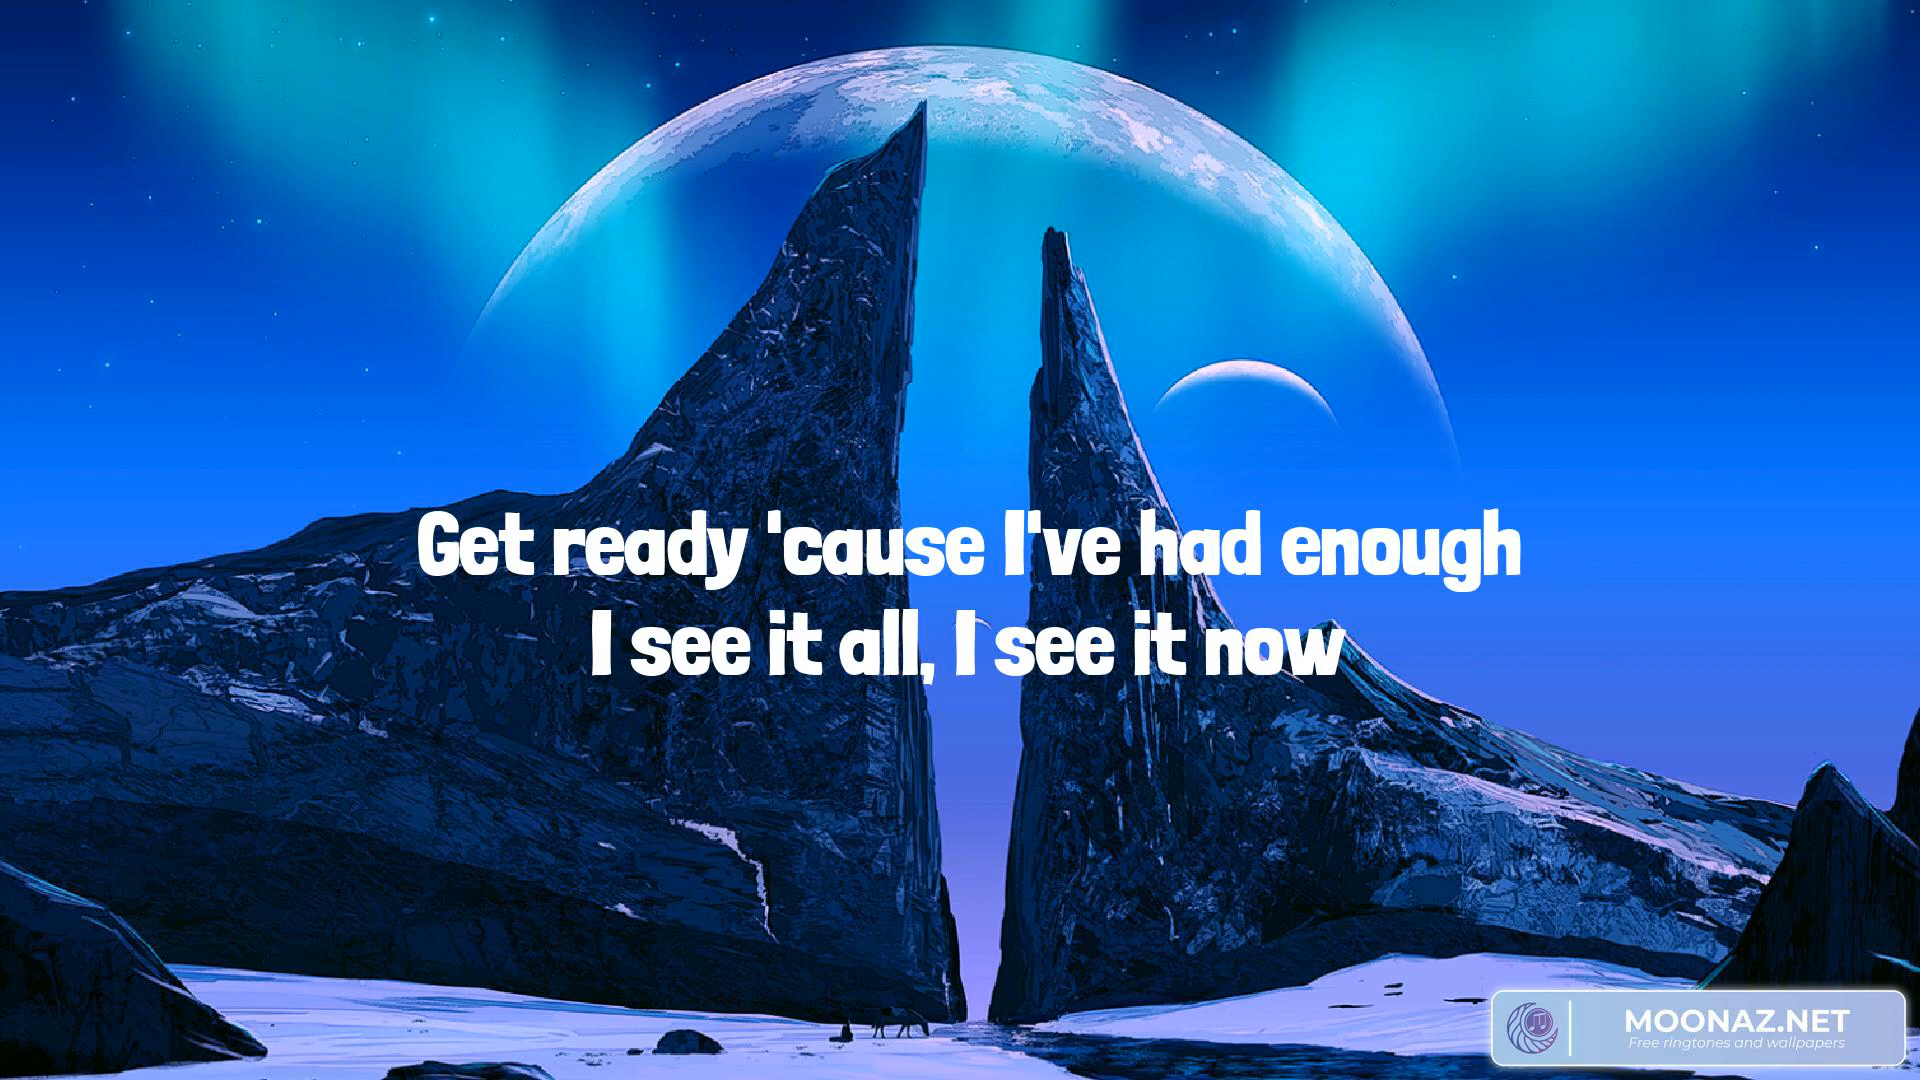 Get ready 'cause I've had enough
I see it all, I see it now
MOONAZ.NET
Free ringtones and wallpapers